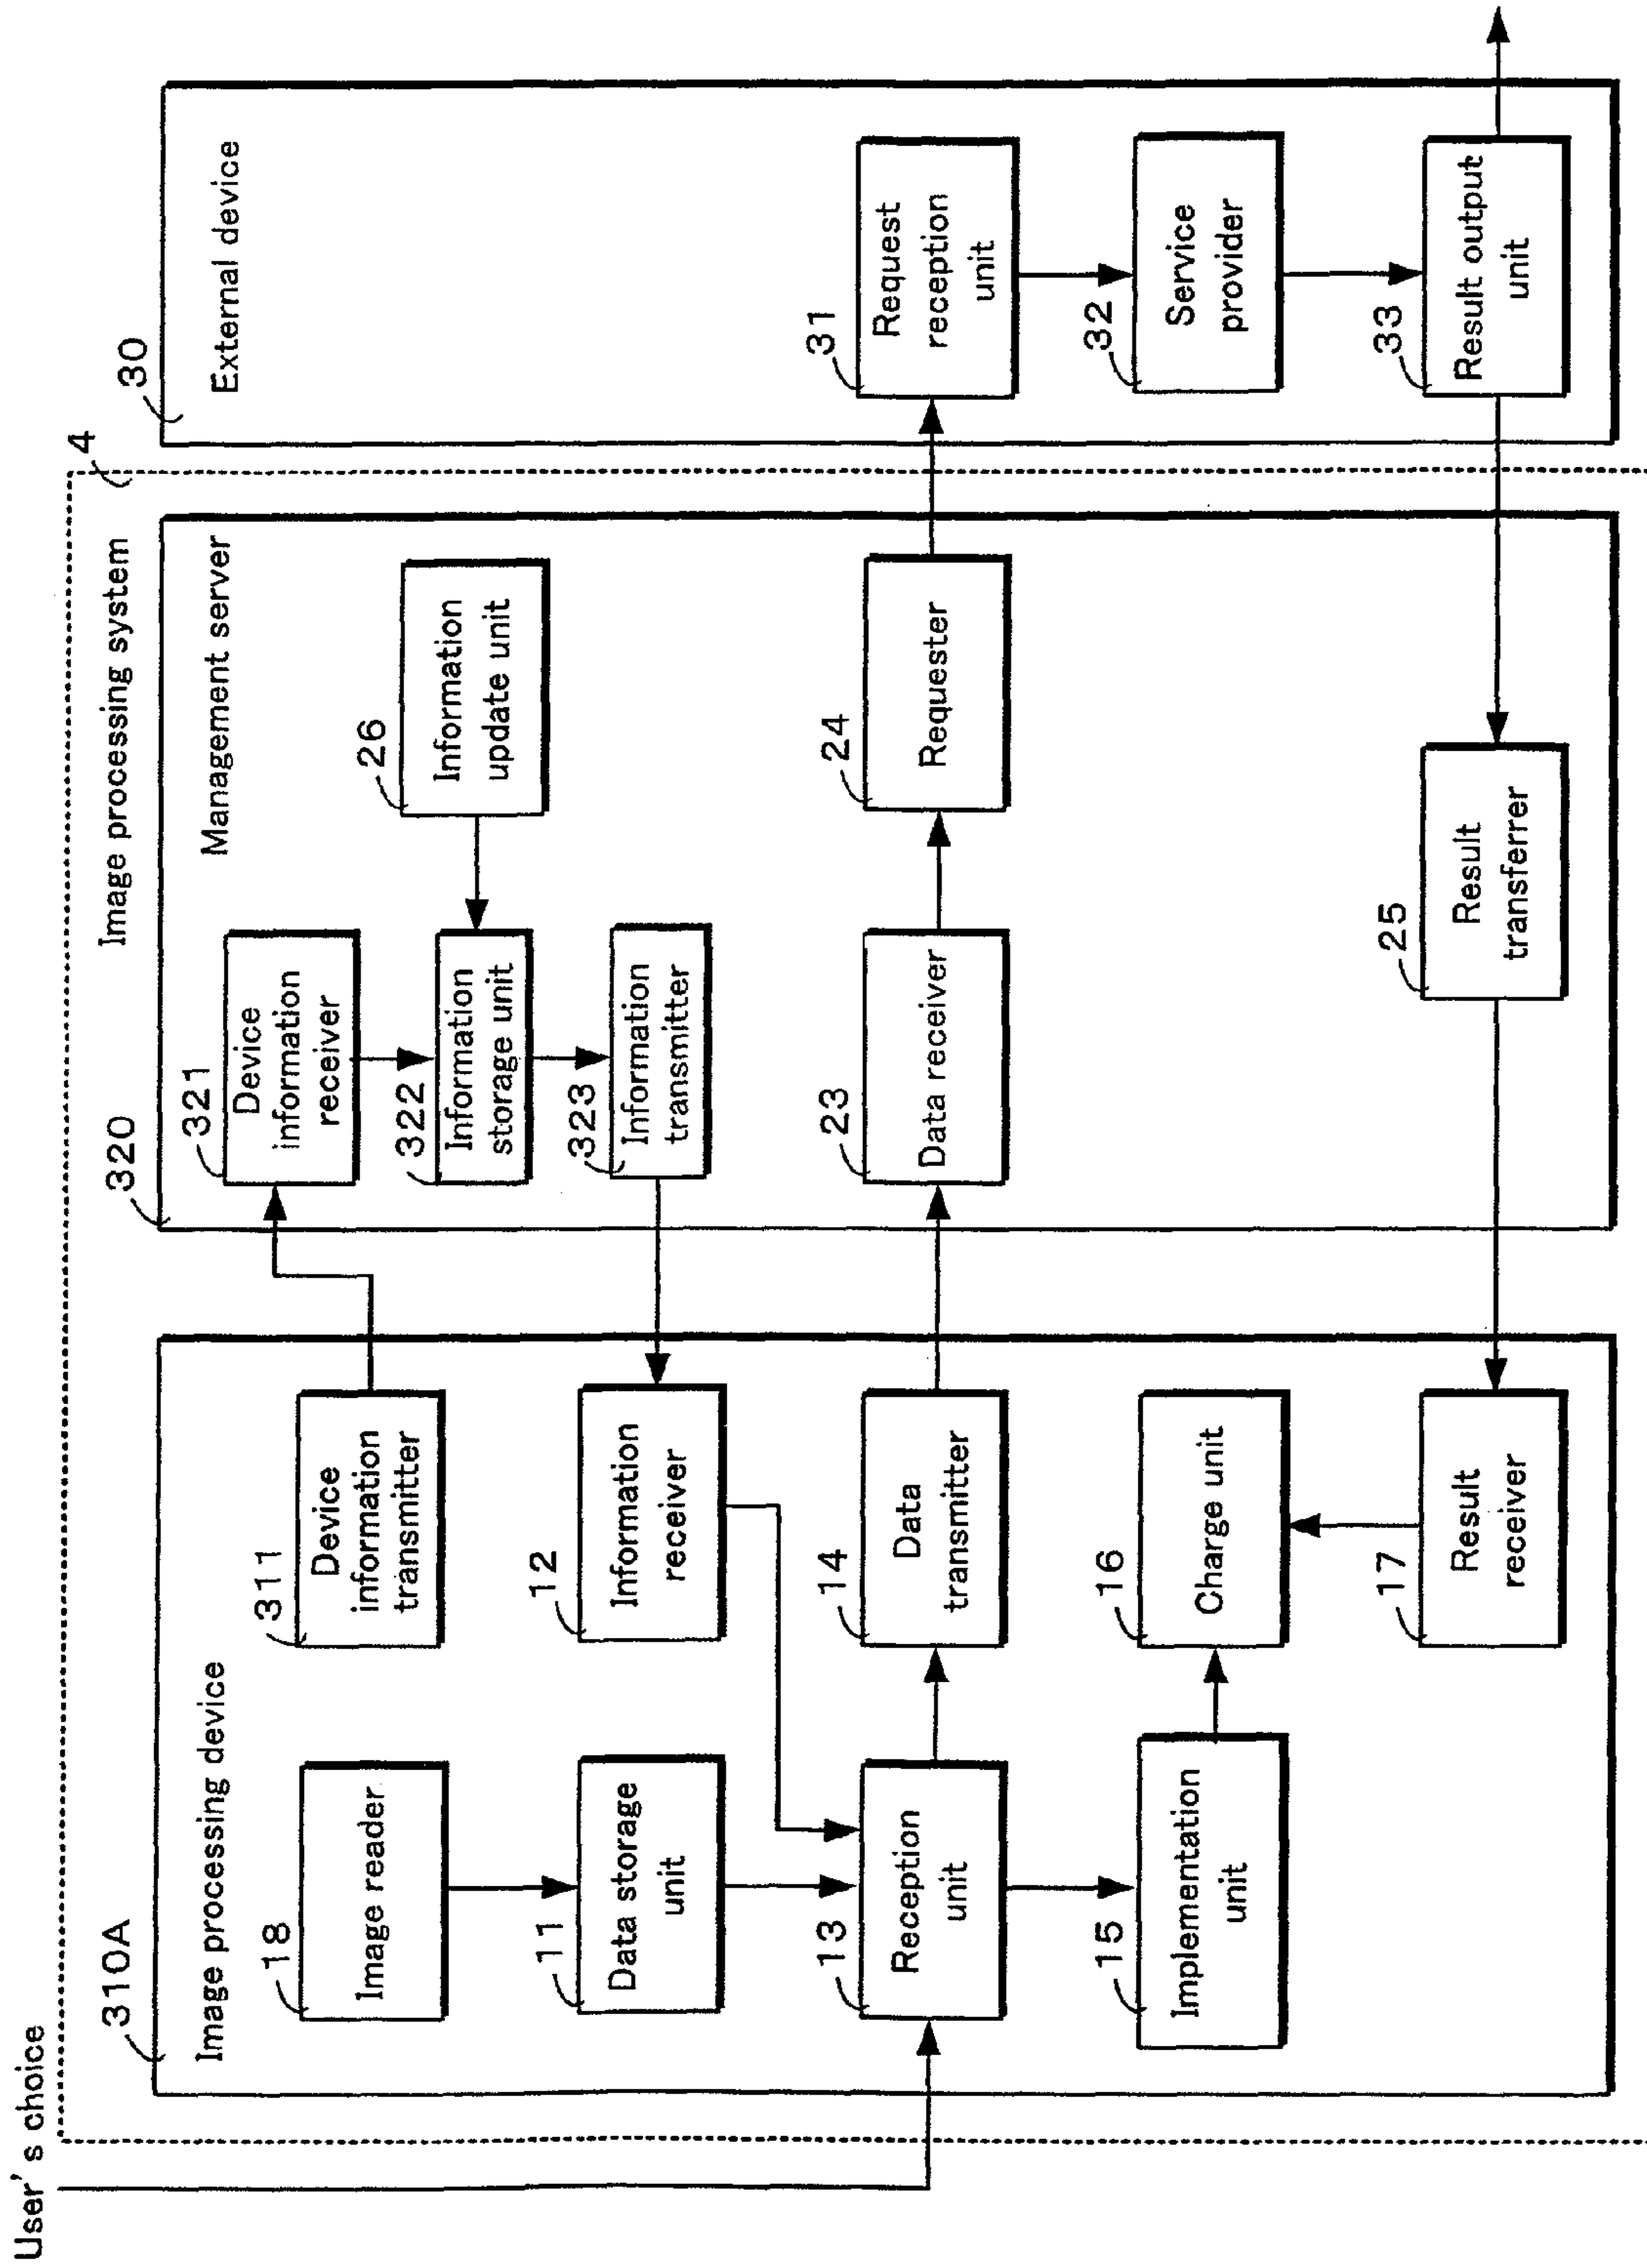 User's choice
Image processing system
4
310A
Image processing device
18
Image reader
311
Device
information
transmitter
11
Data storage
unit
12
Information
receiver
13
Reception
unit
14
Data
transmitter
15
Implementation
unit
16
Charge unit
17
Result
receiver
320
Management server
321
Device
information
receiver
26
Information
update unit
322
Information
storage unit
323
Information
transmitter
23
Data receiver
24
Requester
25
Result
transferrer
30
External device
31
Request
reception
unit
32
Service
provider
33
Result output
unit